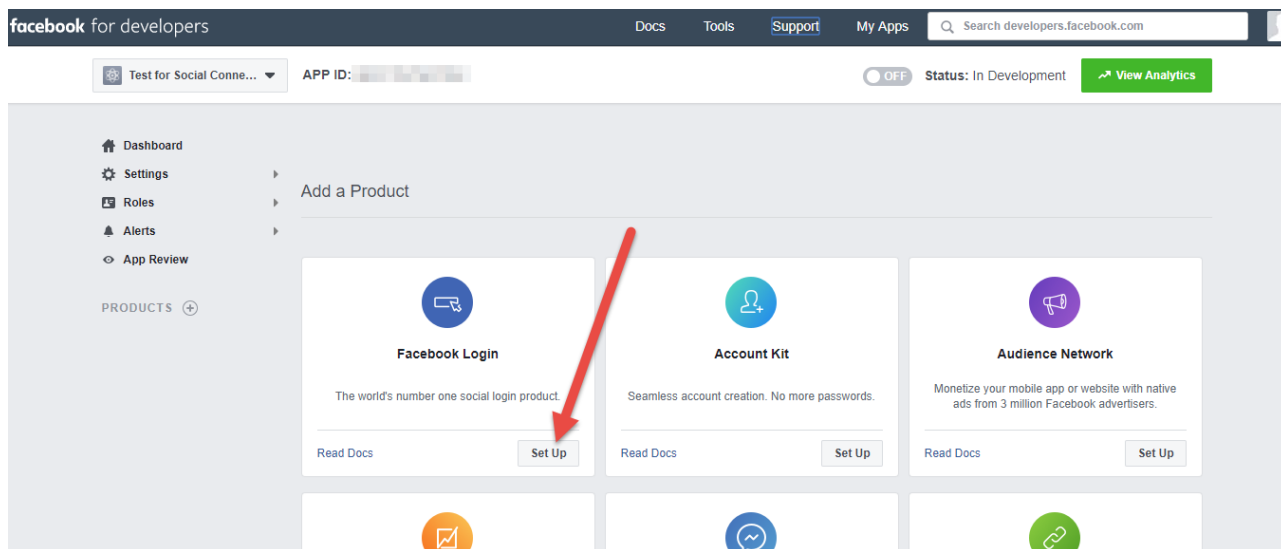 facebook for developers Docs Tools Support My Apps Search developers.facebook.com
Test for Social Conne... APP ID: OFF Status: In Development View Analytics
Dashboard
Settings
Roles
Alerts
App Review
PRODUCTS
Add a Product
Facebook Login
The world's number one social login product.
Read Docs Set Up
Account Kit
Seamless account creation. No more passwords.
Read Docs Set Up
Audience Network
Monetize your mobile app or website with native
ads from 3 million Facebook advertisers.
Read Docs Set Up